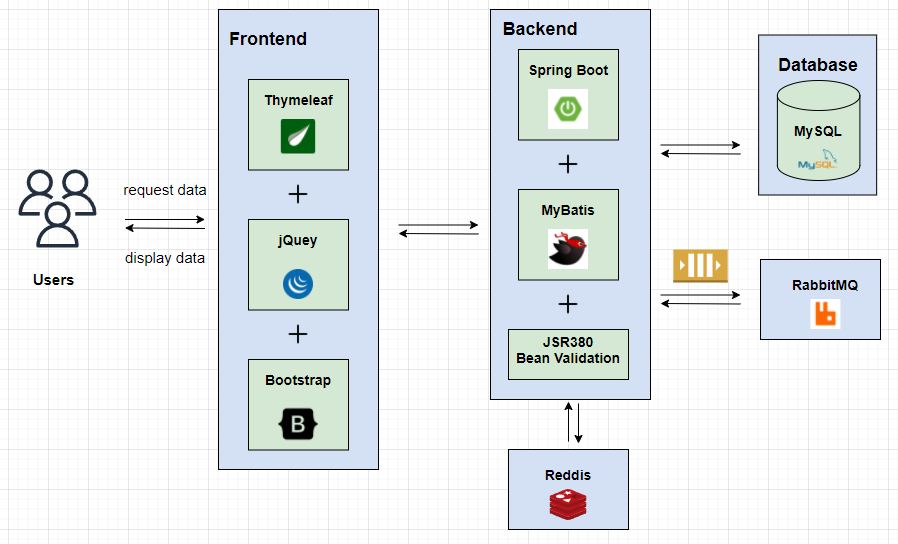 Frontend
Thymeleaf
jQuey
Bootstrap
B
Users
request data
display data
Backend
Spring Boot
MyBatis
JSR380
Bean Validation
Database
MySQL
MySQL
RabbitMQ
Reddis